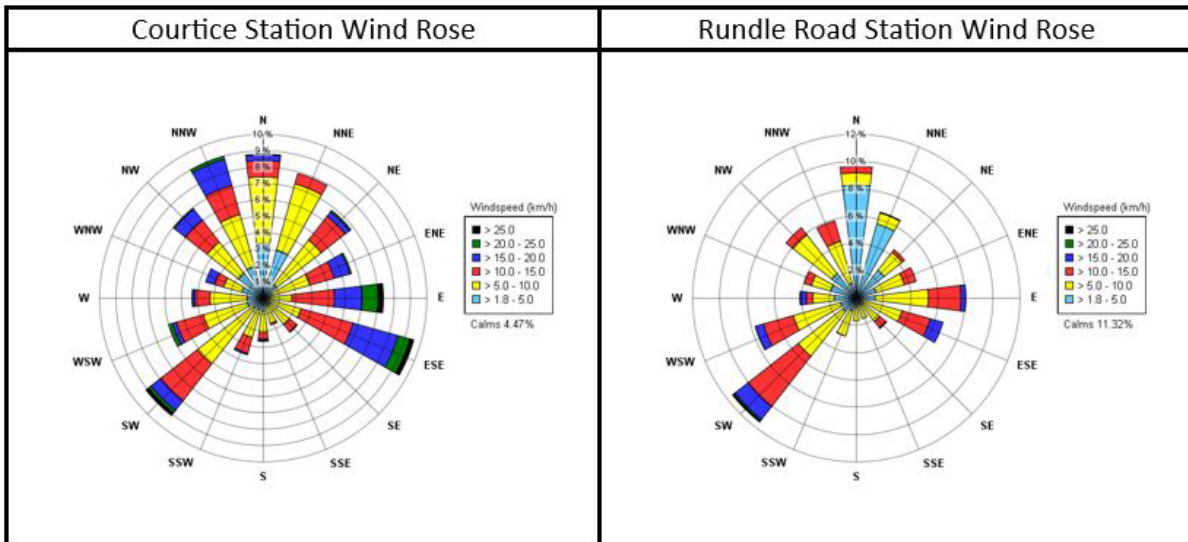 Courtice Station Wind Rose
Rundle Road Station Wind Rose
N
NNE
NE
ENE
E
ESE
SE
SSE
S
SSW
SW
WSW
W
WNW
NW
NNW
10 %
9 %
8 %
7 %
6 %
5 %
4 %
3 %
2 %
1 %
Windspeed (km/h)
> 25.0
> 20.0 - 25.0
> 15.0 - 20.0
> 10.0 - 15.0
> 5.0 - 10.0
> 1.8 - 5.0
Calms 4.47%
N
NNE
NE
ENE
E
ESE
SE
SSE
S
SSW
SW
WSW
W
WNW
NW
NNW
12 %
10 %
8 %
6 %
4 %
2 %
Windspeed (km/h)
> 25.0
> 20.0 - 25.0
> 15.0 - 20.0
> 10.0 - 15.0
> 5.0 - 10.0
> 1.8 - 5.0
Calms 11.32%